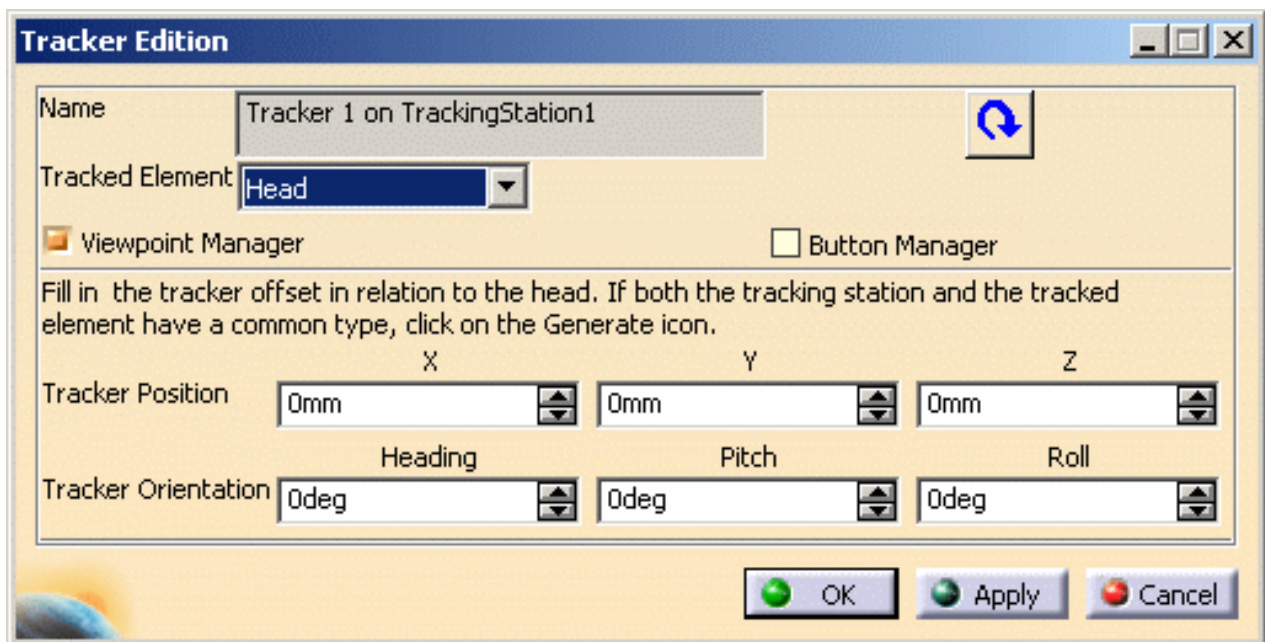 Tracker Edition
Name Tracker 1 on TrackingStation1
Tracked Element Head
Viewpoint Manager Button Manager
Fill in the tracker offset in relation to the head. If both the tracking station and the tracked
element have a common type, click on the Generate icon.
X Y Z
Tracker Position 0mm 0mm 0mm
Heading Pitch Roll
Tracker Orientation 0deg 0deg 0deg
OK Apply Cancel